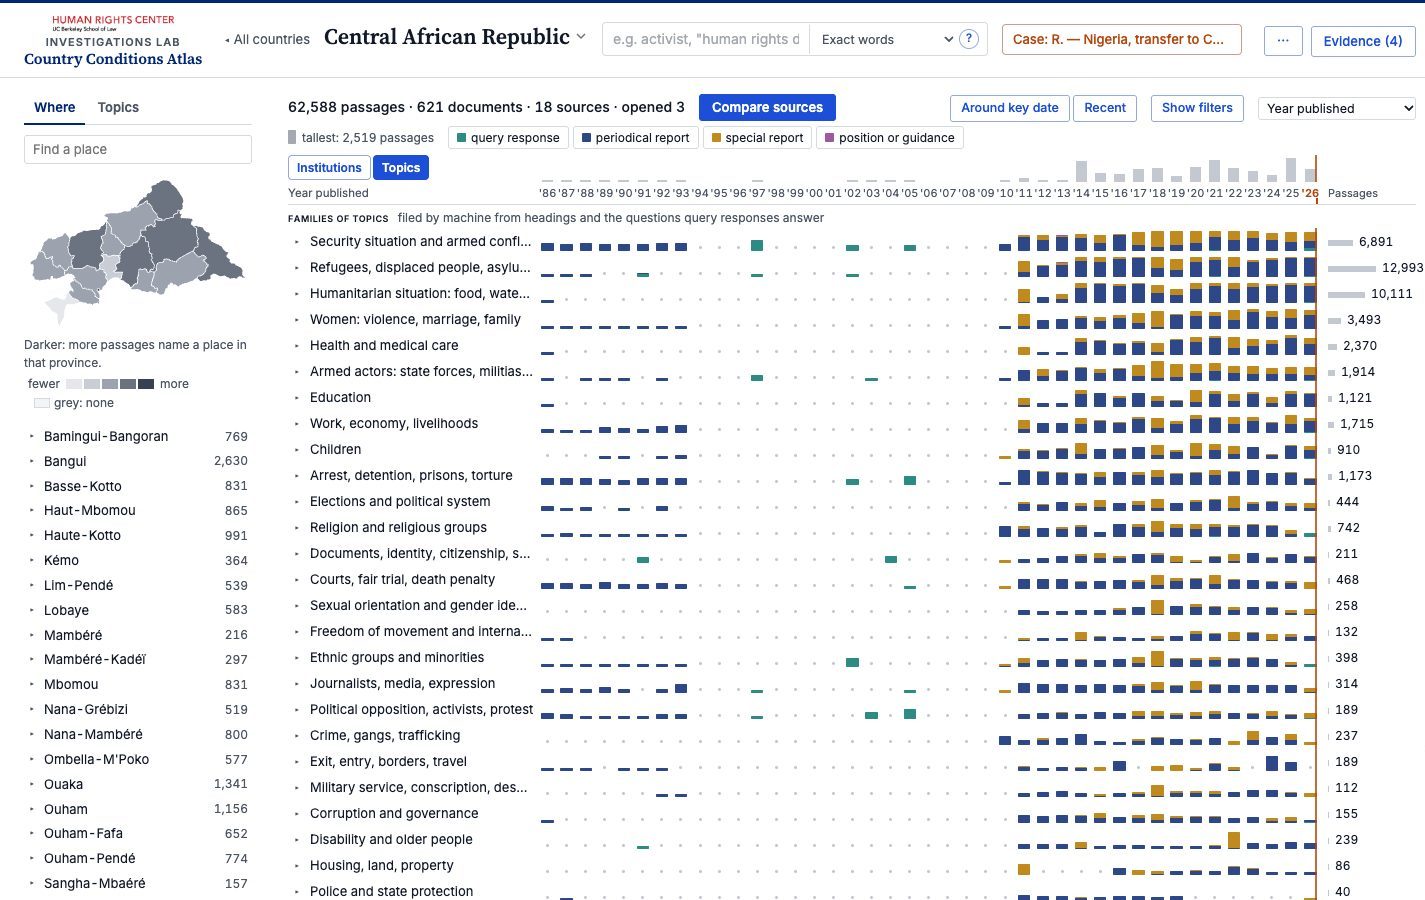 HUMAN RIGHTS CENTER
UC Berkeley School of Law
INVESTIGATIONS LAB
Country Conditions Atlas
◂ All countries
Central African Republic
e.g. activist, "human rights d
Exact words
?
Case: R. — Nigeria, transfer to C...
...
Evidence (4)
Where
Topics
Find a place
Darker: more passages name a place in
that province.
fewer
more
grey: none
Bamingui-Bangoran 769
Bangui 2,630
Basse-Kotto 831
Haut-Mbomou 865
Haute-Kotto 991
Kémo 364
Lim-Pendé 539
Lobaye 583
Mambéré 216
Mambéré-Kadéï 297
Mbomou 831
Nana-Grébizi 519
Nana-Mambéré 800
Ombella-M'Poko 577
Ouaka 1,341
Ouham 1,156
Ouham-Fafa 652
Ouham-Pendé 774
Sangha-Mbaéré 157
62,588 passages · 621 documents · 18 sources · opened 3
Compare sources
Around key date
Recent
Show filters
Year published
tallest: 2,519 passages
query response
periodical report
special report
position or guidance
Institutions
Topics
Year published
'86 '87 '88 '89 '90 '91 '92 '93 '94 '95 '96 '97 '98 '99 '00 '01 '02 '03 '04 '05 '06 '07 '08 '09 '10 '11 '12 '13 '14 '15 '16 '17 '18 '19 '20 '21 '22 '23 '24 '25 '26
Passages
FAMILIES OF TOPICS filed by machine from headings and the questions query responses answer
Security situation and armed confl... 6,891
Refugees, displaced people, asylu... 12,993
Humanitarian situation: food, wate... 10,111
Women: violence, marriage, family 3,493
Health and medical care 2,370
Armed actors: state forces, militias... 1,914
Education 1,121
Work, economy, livelihoods 1,715
Children 910
Arrest, detention, prisons, torture 1,173
Elections and political system 444
Religion and religious groups 742
Documents, identity, citizenship, s... 211
Courts, fair trial, death penalty 468
Sexual orientation and gender ide... 258
Freedom of movement and interna... 132
Ethnic groups and minorities 398
Journalists, media, expression 314
Political opposition, activists, protest 189
Crime, gangs, trafficking 237
Exit, entry, borders, travel 189
Military service, conscription, des... 112
Corruption and governance 155
Disability and older people 239
Housing, land, property 86
Police and state protection 40